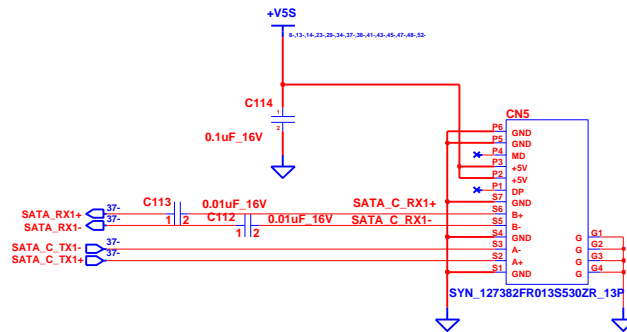 +V5S
8-,13-,14-,23-,29-,34-,37-,38-,41-,43-,45-,47-,48-,52-
C114
1
2
0.1uF_16V
CN5
P6 GND
P5 GND
P4 MD
P3 +5V
P2 +5V
P1 DP
S7 GND
S6 B+
S5 B-
S4 GND
S3 A-
S2 A+
S1 GND
G G1
G G2
G G3
G G4
SYN_127382FR013S530ZR_13P
SATA_RX1+ 37- C113 0.01uF_16V SATA_C_RX1+
1 2
SATA_RX1- 37- C112 0.01uF_16V SATA_C_RX1-
1 2
SATA_C_TX1- 37-
SATA_C_TX1+ 37-